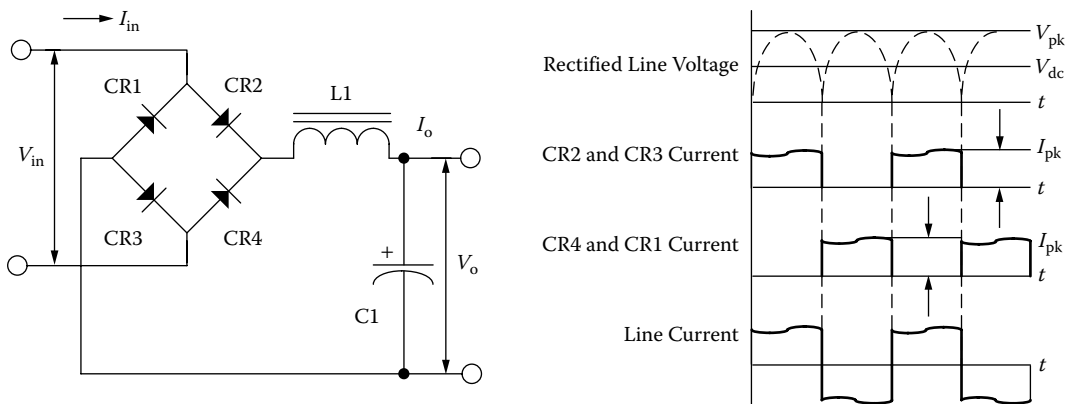 I_in
CR1
CR2
L1
I_o
V_in
CR3
CR4
+
V_o
C1
V_pk
Rectified Line Voltage
V_dc
t
CR2 and CR3 Current
I_pk
t
CR4 and CR1 Current
I_pk
t
Line Current
t